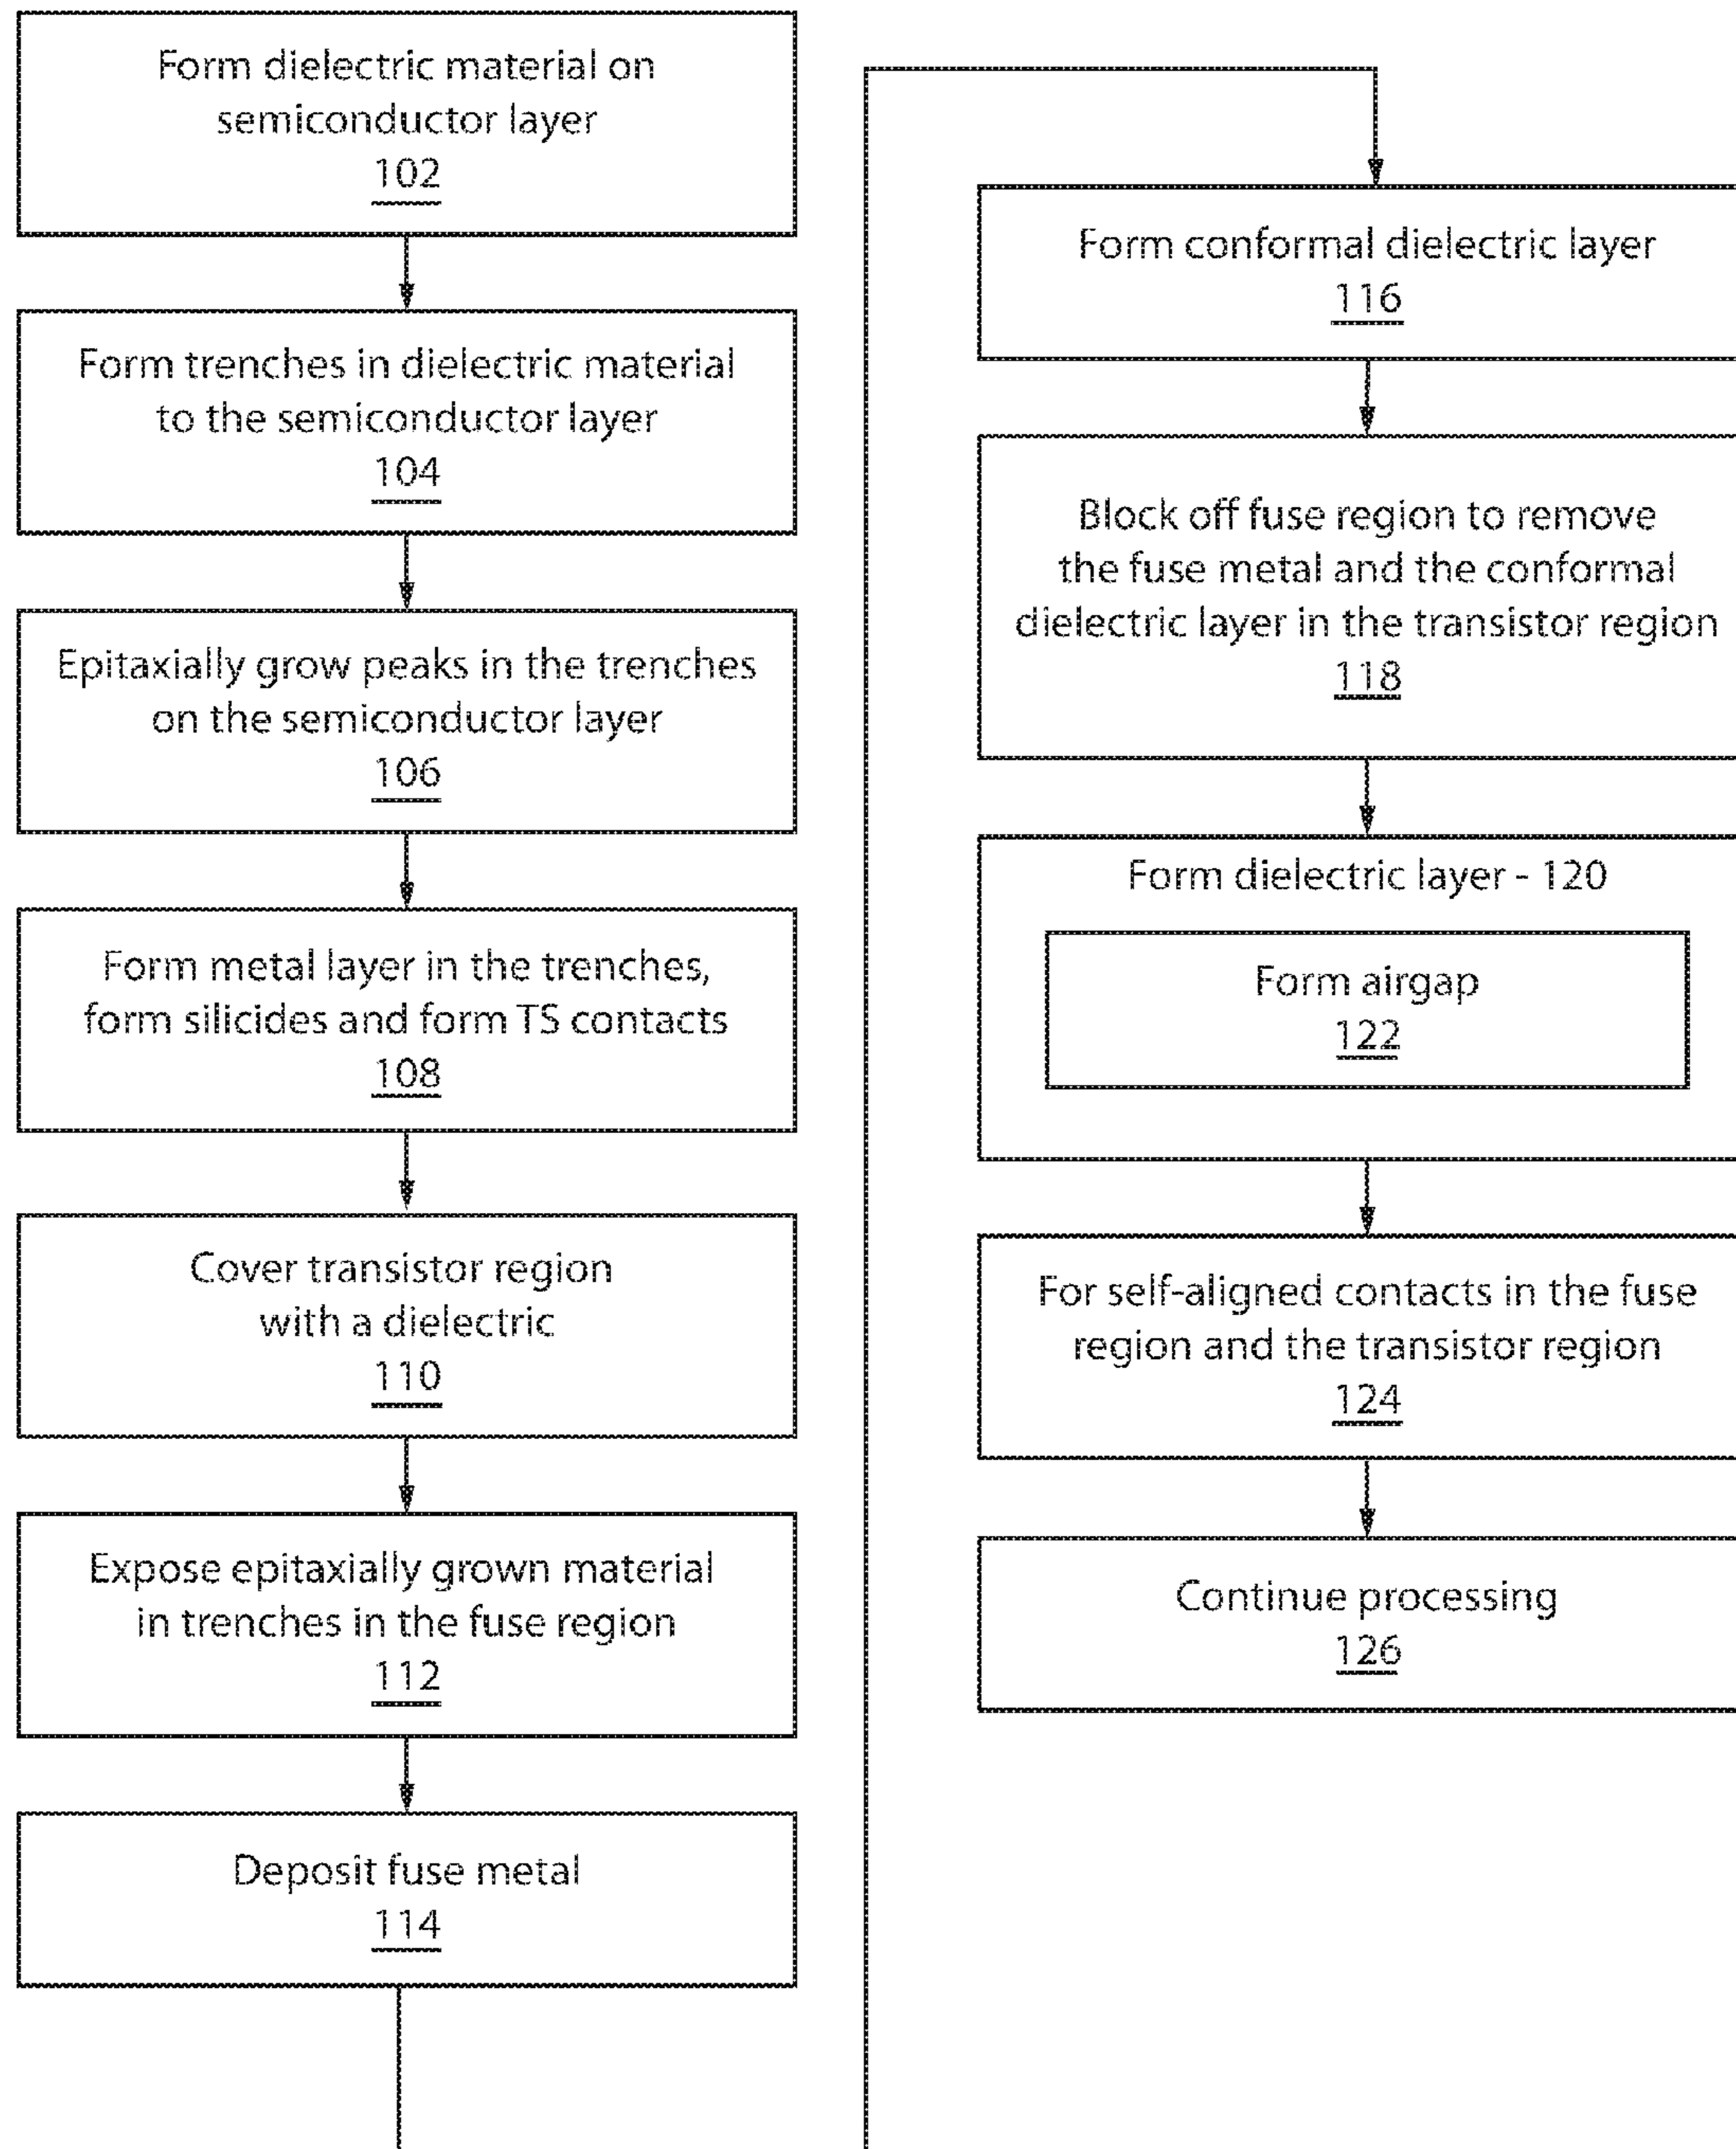 Form dielectric material on
semiconductor layer
102
Form trenches in dielectric material
to the semiconductor layer
104
Epitaxially grow peaks in the trenches
on the semiconductor layer
106
Form metal layer in the trenches,
form silicides and form TS contacts
108
Cover transistor region
with a dielectric
110
Expose epitaxially grown material
in trenches in the fuse region
112
Deposit fuse metal
114
Form conformal dielectric layer
116
Block off fuse region to remove
the fuse metal and the conformal
dielectric layer in the transistor region
118
Form dielectric layer - 120
Form airgap
122
For self-aligned contacts in the fuse
region and the transistor region
124
Continue processing
126